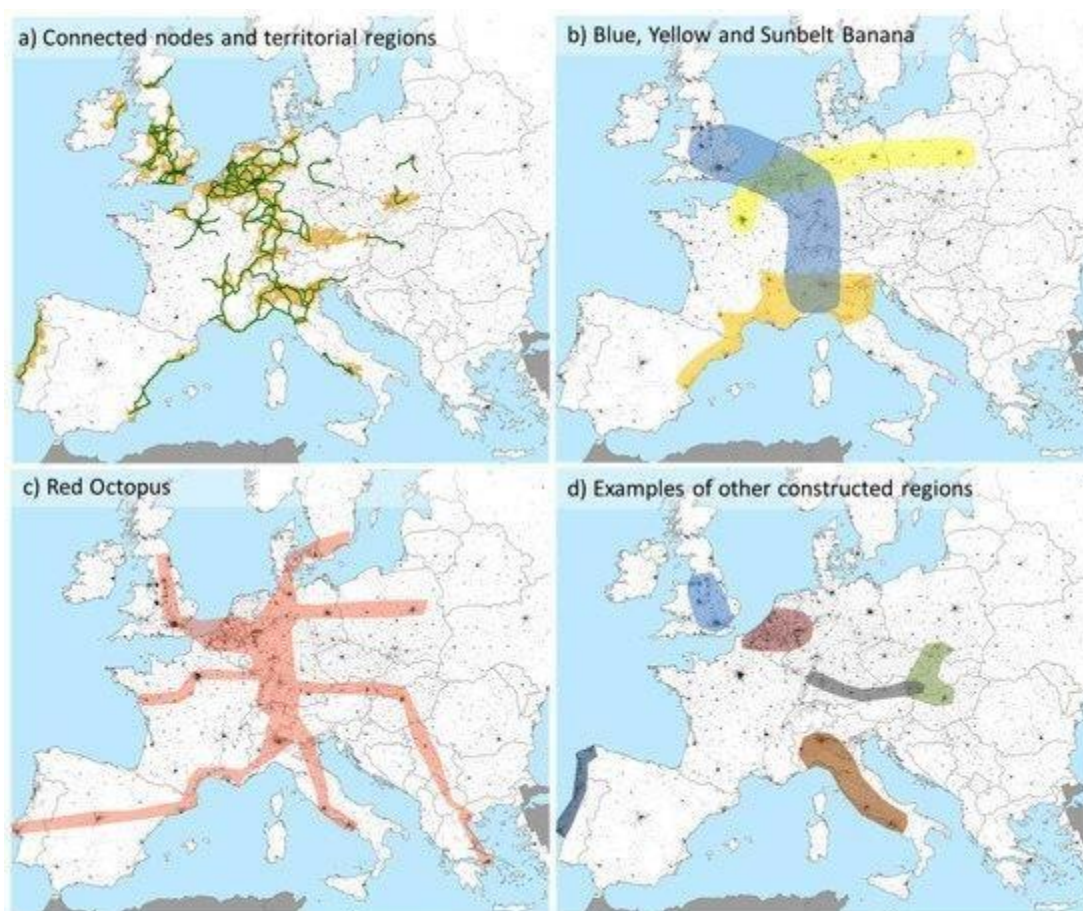 a) Connected nodes and territorial regions
b) Blue, Yellow and Sunbelt Banana
c) Red Octopus
d) Examples of other constructed regions